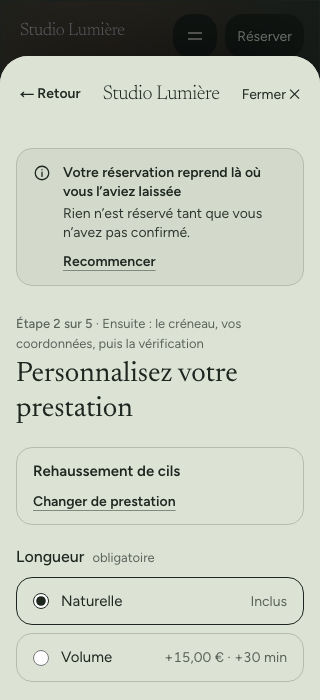 Studio Lumière
Réserver
← Retour
Studio Lumière
Fermer ×
Votre réservation reprend là où
vous l’aviez laissée
Rien n’est réservé tant que vous
n’avez pas confirmé.
Recommencer
Étape 2 sur 5 · Ensuite : le créneau, vos
coordonnées, puis la vérification
Personnalisez votre
prestation
Rehaussement de cils
Changer de prestation
Longueur obligatoire
Naturelle Inclus
Volume +15,00 € · +30 min